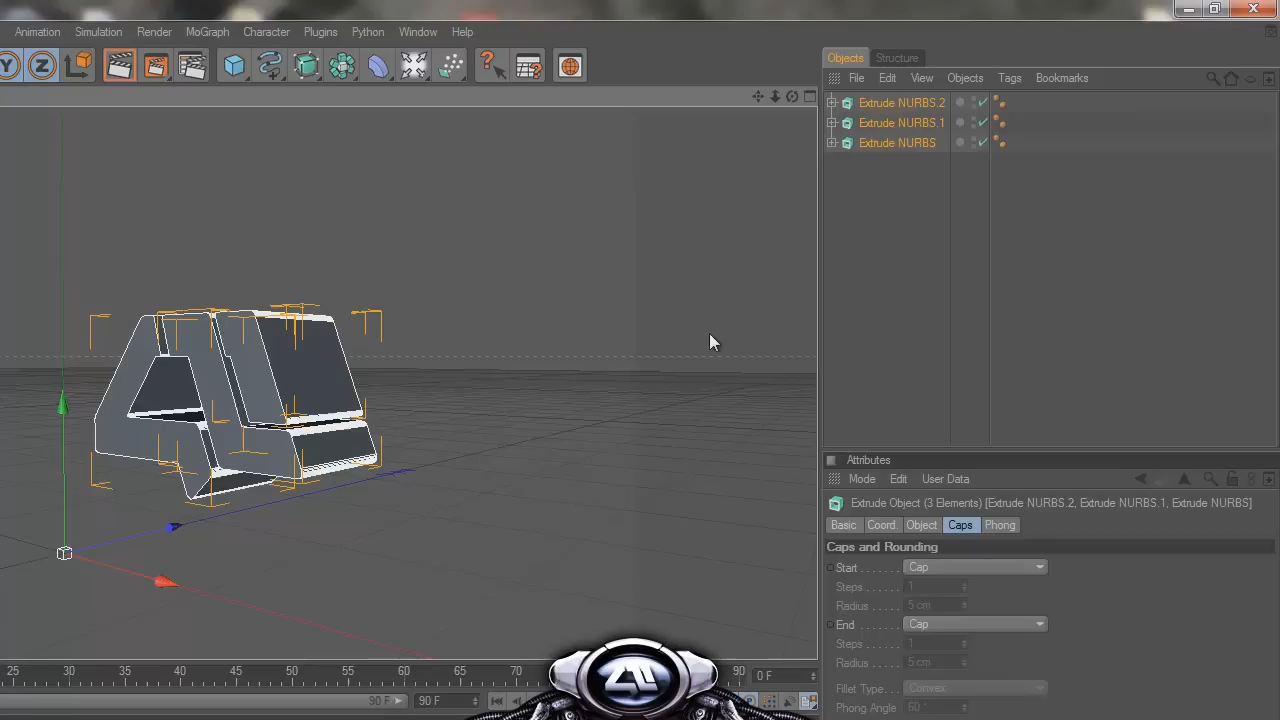 Animation Simulation Render MoGraph Character Plugins Python Window Help
Y Z
Objects Structure
File Edit View Objects Tags Bookmarks
Extrude NURBS.2
Extrude NURBS.1
Extrude NURBS
Attributes
Mode Edit User Data
Extrude Object (3 Elements) [Extrude NURBS.2, Extrude NURBS.1, Extrude NURBS]
Basic Coord. Object Caps Phong
Caps and Rounding
Start . . . . . . . Cap
Steps . . . . . . 1
Radius . . . . . 5 cm
End . . . . . . . . Cap
Steps . . . . . . 1
Radius . . . . . 5 cm
Fillet Type. . . . Convex
Phong Angle 60 °
25 30 35 40 45 50 55 60 65 70 90 0 F
90 F 90 F